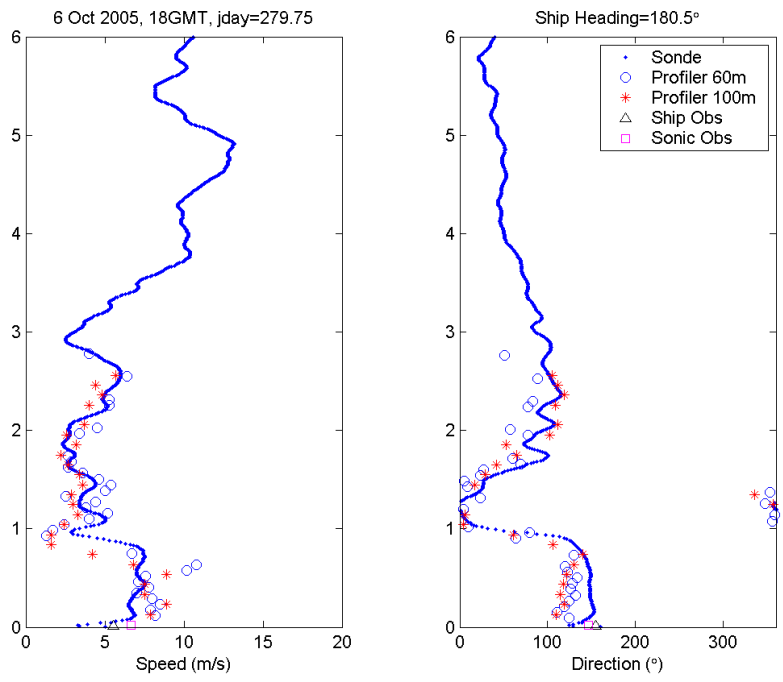 6 Oct 2005, 18GMT, jday=279.75
6
5
4
3
2
1
0
0
5
10
15
20
Speed (m/s)
Ship Heading=180.5°
Sonde
Profiler 60m
Profiler 100m
Ship Obs
Sonic Obs
6
5
4
3
2
1
0
0
100
200
300
Direction (°)